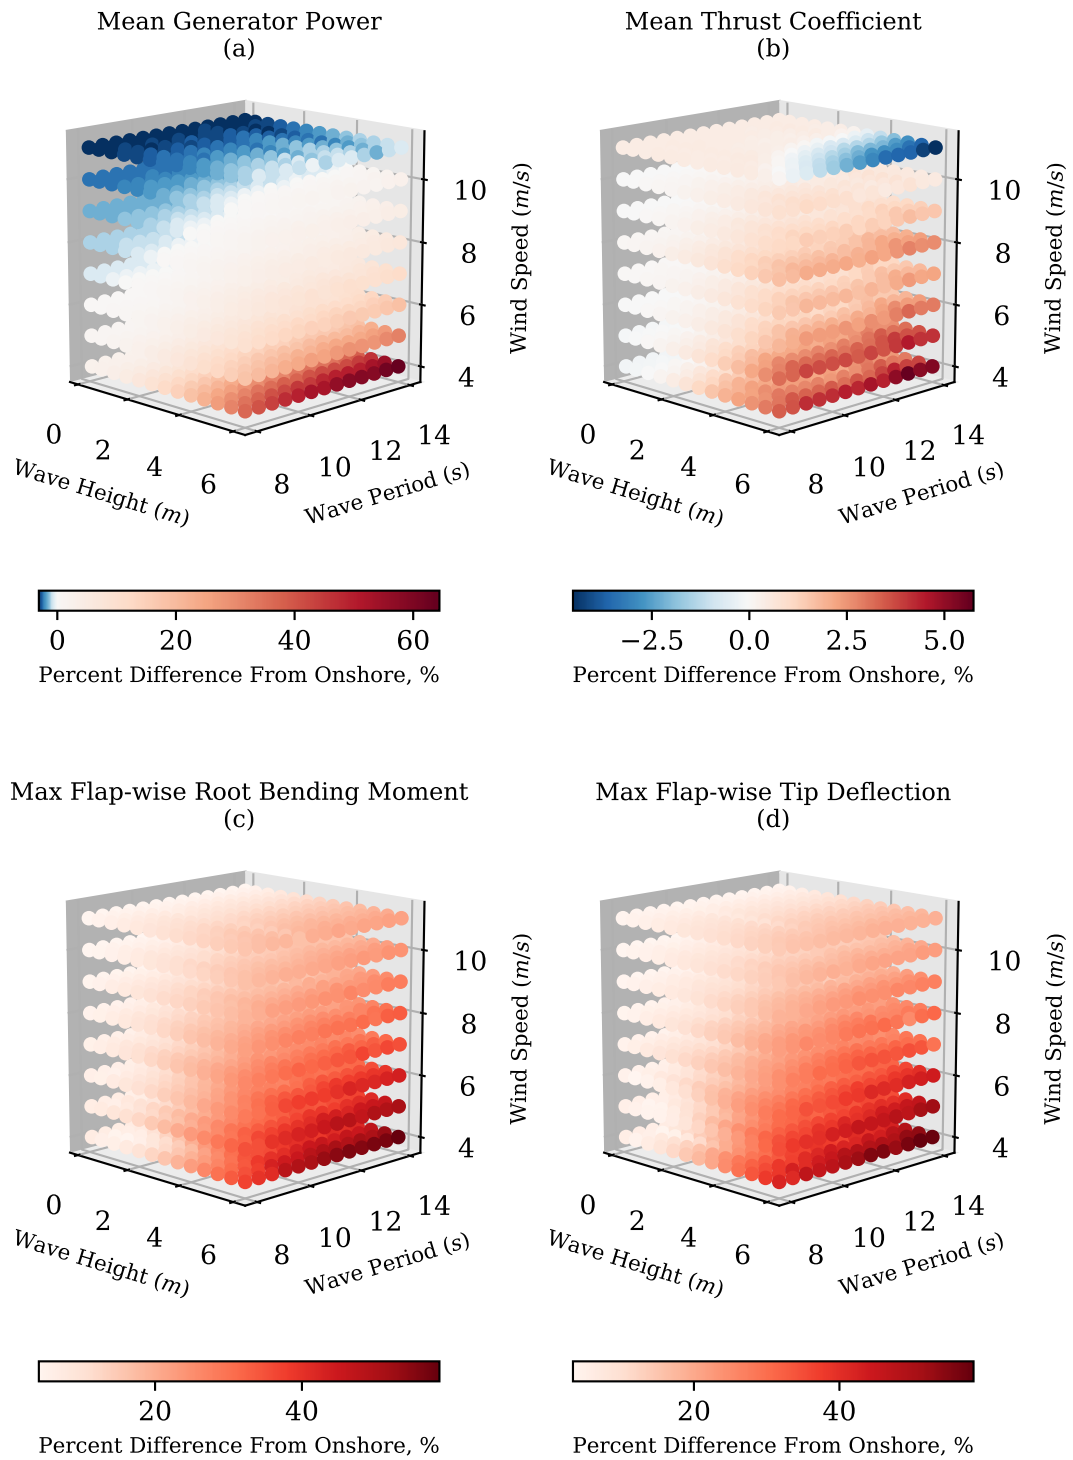 Mean Generator Power
(a)
10
8
6
4
Wind Speed (m/s)
0
2
4
6
Wave Height (m)
8
10
12
14
Wave Period (s)
0
20
40
60
Percent Difference From Onshore, %
Mean Thrust Coefficient
(b)
10
8
6
4
Wind Speed (m/s)
0
2
4
6
Wave Height (m)
8
10
12
14
Wave Period (s)
−2.5
0.0
2.5
5.0
Percent Difference From Onshore, %
Max Flap-wise Root Bending Moment
(c)
10
8
6
4
Wind Speed (m/s)
0
2
4
6
Wave Height (m)
8
10
12
14
Wave Period (s)
20
40
Percent Difference From Onshore, %
Max Flap-wise Tip Deflection
(d)
10
8
6
4
Wind Speed (m/s)
0
2
4
6
Wave Height (m)
8
10
12
14
Wave Period (s)
20
40
Percent Difference From Onshore, %